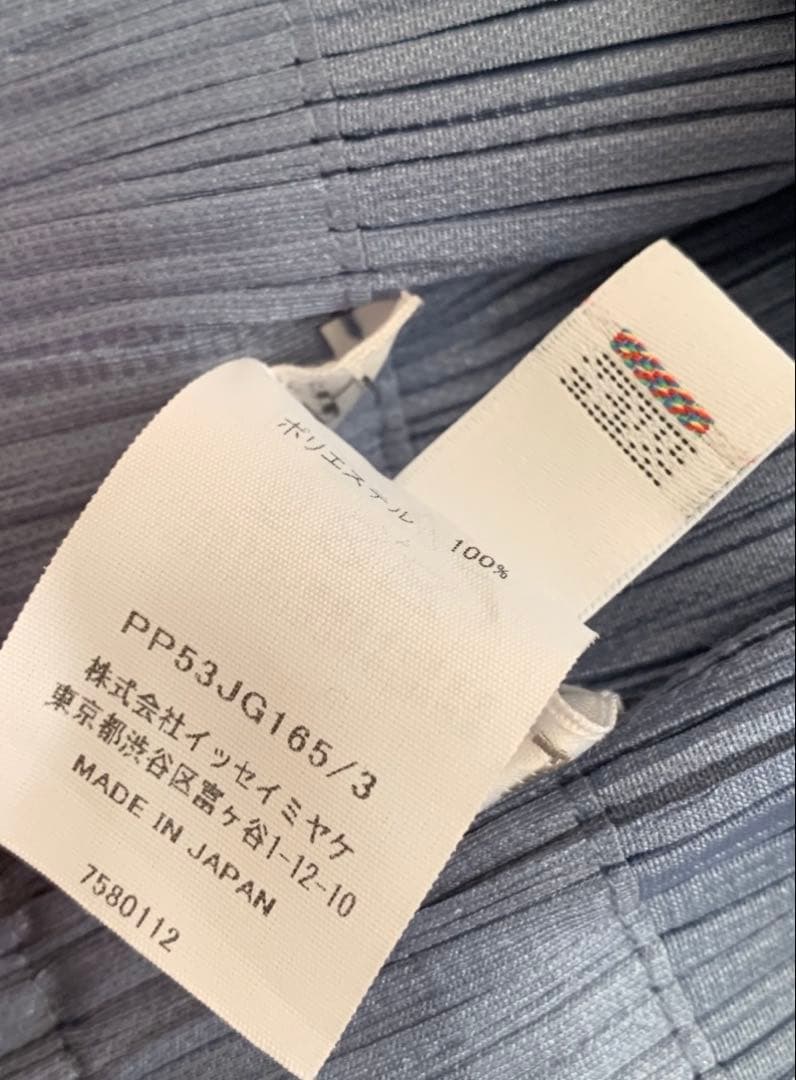 ポリエステル 100%
PP53JG165/3
株式会社イッセイミヤケ
東京都渋谷区富ヶ谷1-12-10
MADE IN JAPAN
7580112